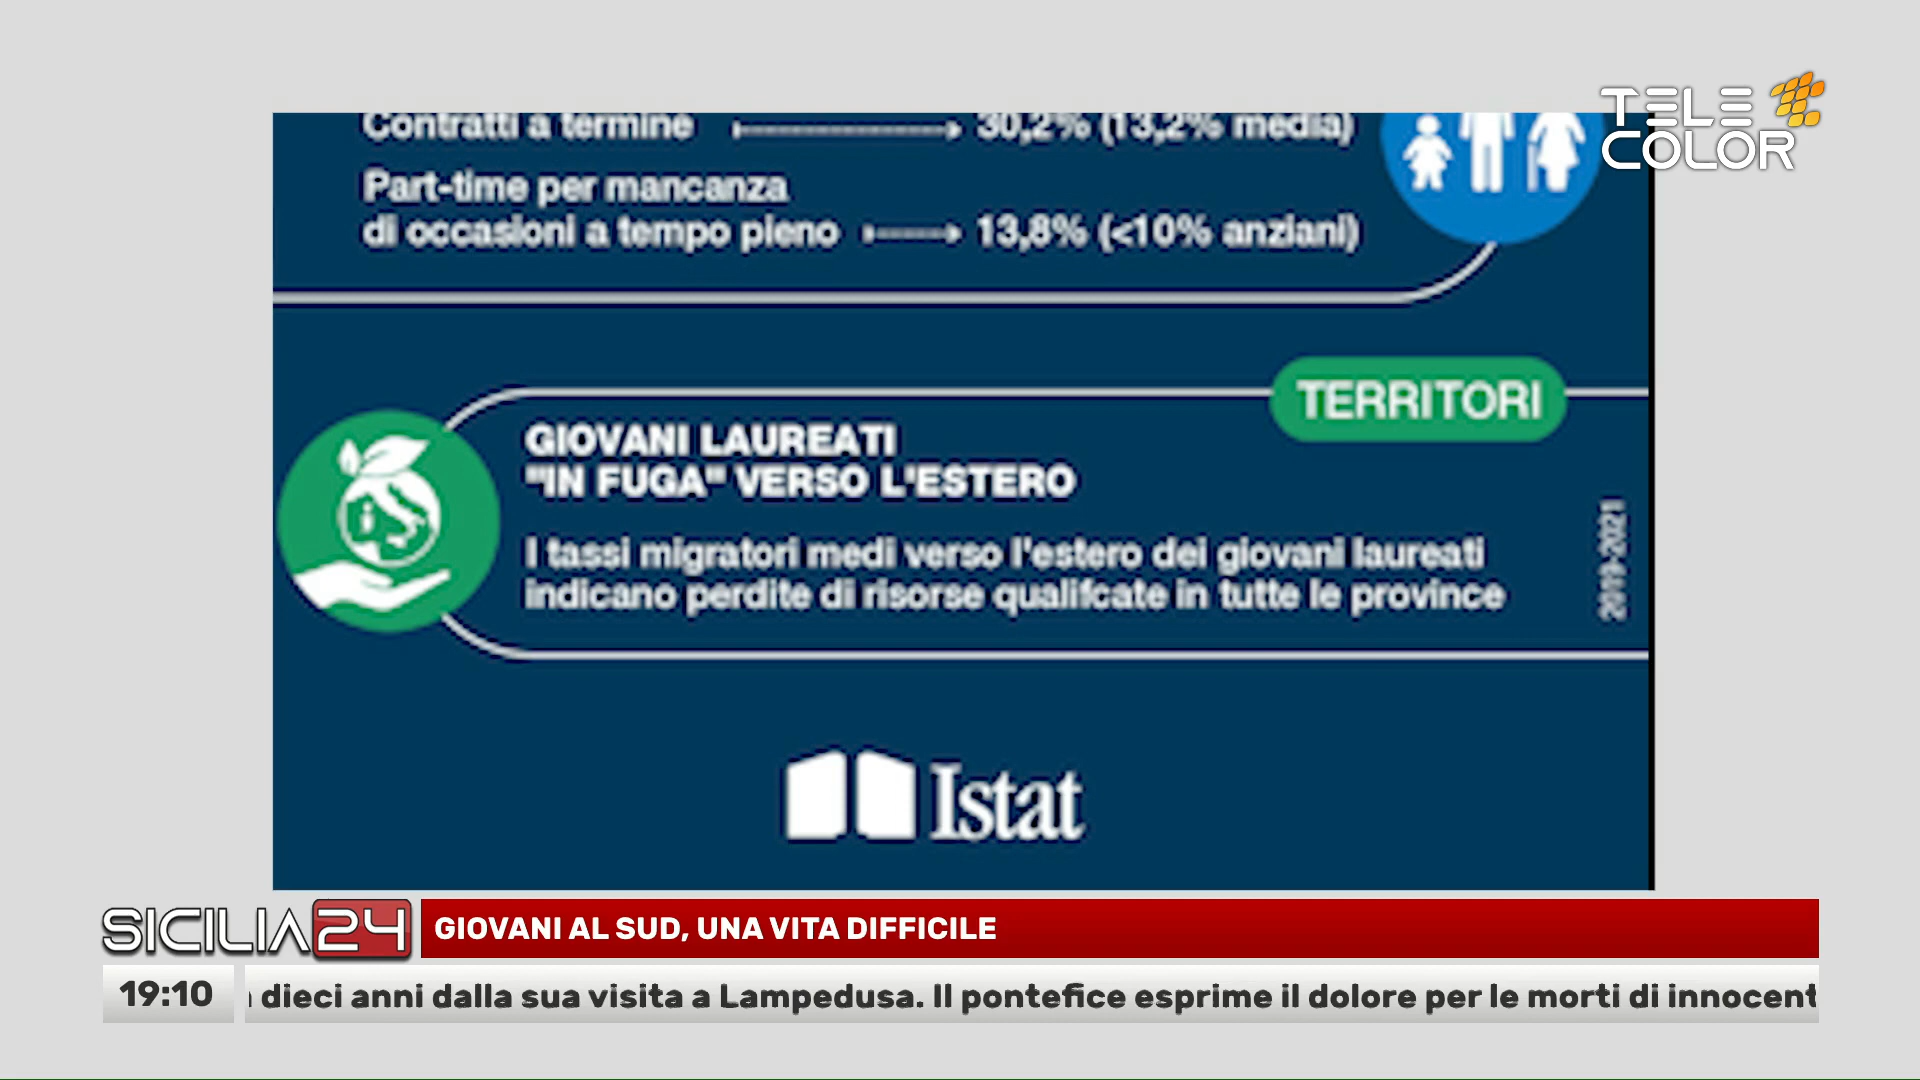 TELE
COLOR
Contratti a termine 30,2% (13,2% media)
Part-time per mancanza
di occasioni a tempo pieno 13,8% (<10% anziani)
TERRITORI
GIOVANI LAUREATI
"IN FUGA" VERSO L'ESTERO
I tassi migratori medi verso l'estero dei giovani laureati
indicano perdite di risorse qualifcate in tutte le province
2019-2021
Istat
SICILIA24 GIOVANI AL SUD, UNA VITA DIFFICILE
19:10 dieci anni dalla sua visita a Lampedusa. Il pontefice esprime il dolore per le morti di innocent